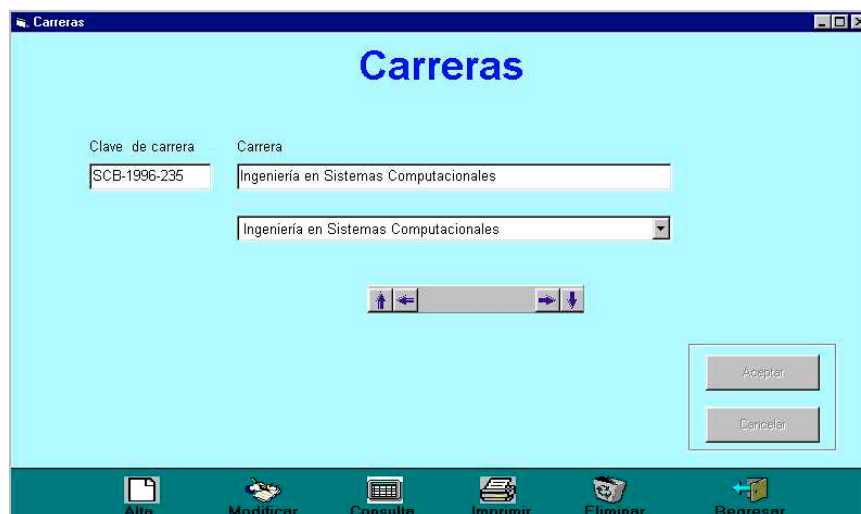 Carreras
Carreras
Clave de carrera Carrera
SCB-1996-235 Ingeniería en Sistemas Computacionales
Ingeniería en Sistemas Computacionales
Aceptar
Cancelar
Alta Modificar Consulta Imprimir Eliminar Regresar